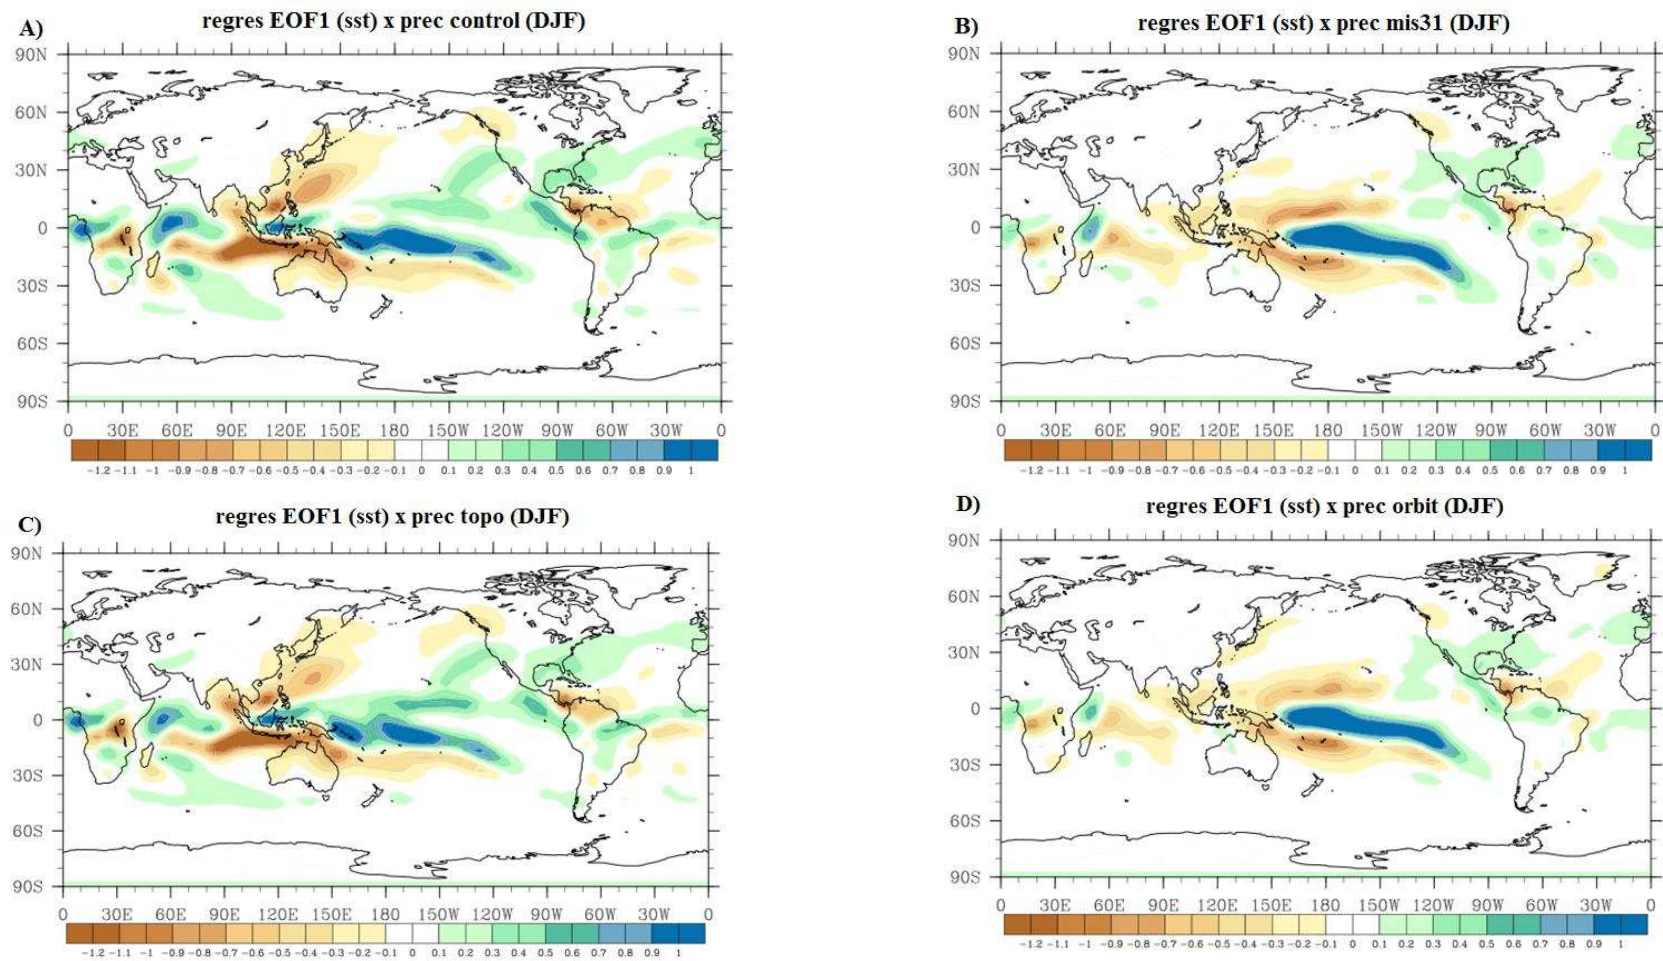 A)
regres EOF1 (sst) x prec control (DJF)
90N
60N
30N
0
30S
60S
90S
0 30E 60E 90E 120E 150E 180 150W 120W 90W 60W 30W 0
-1.2 -1.1 -1 -0.9 -0.8 -0.7 -0.6 -0.5 -0.4 -0.3 -0.2 -0.1 0 0.1 0.2 0.3 0.4 0.5 0.6 0.7 0.8 0.9 1
B)
regres EOF1 (sst) x prec mis31 (DJF)
90N
60N
30N
0
30S
60S
90S
0 30E 60E 90E 120E 150E 180 150W 120W 90W 60W 30W 0
-1.2 -1.1 -1 -0.9 -0.8 -0.7 -0.6 -0.5 -0.4 -0.3 -0.2 -0.1 0 0.1 0.2 0.3 0.4 0.5 0.6 0.7 0.8 0.9 1
C)
regres EOF1 (sst) x prec topo (DJF)
90N
60N
30N
0
30S
60S
90S
0 30E 60E 90E 120E 150E 180 150W 120W 90W 60W 30W 0
-1.2 -1.1 -1 -0.9 -0.8 -0.7 -0.6 -0.5 -0.4 -0.3 -0.2 -0.1 0 0.1 0.2 0.3 0.4 0.5 0.6 0.7 0.8 0.9 1
D)
regres EOF1 (sst) x prec orbit (DJF)
90N
60N
30N
0
30S
60S
90S
0 30E 60E 90E 120E 150E 180 150W 120W 90W 60W 30W 0
-1.2 -1.1 -1 -0.9 -0.8 -0.7 -0.6 -0.5 -0.4 -0.3 -0.2 -0.1 0 0.1 0.2 0.3 0.4 0.5 0.6 0.7 0.8 0.9 1